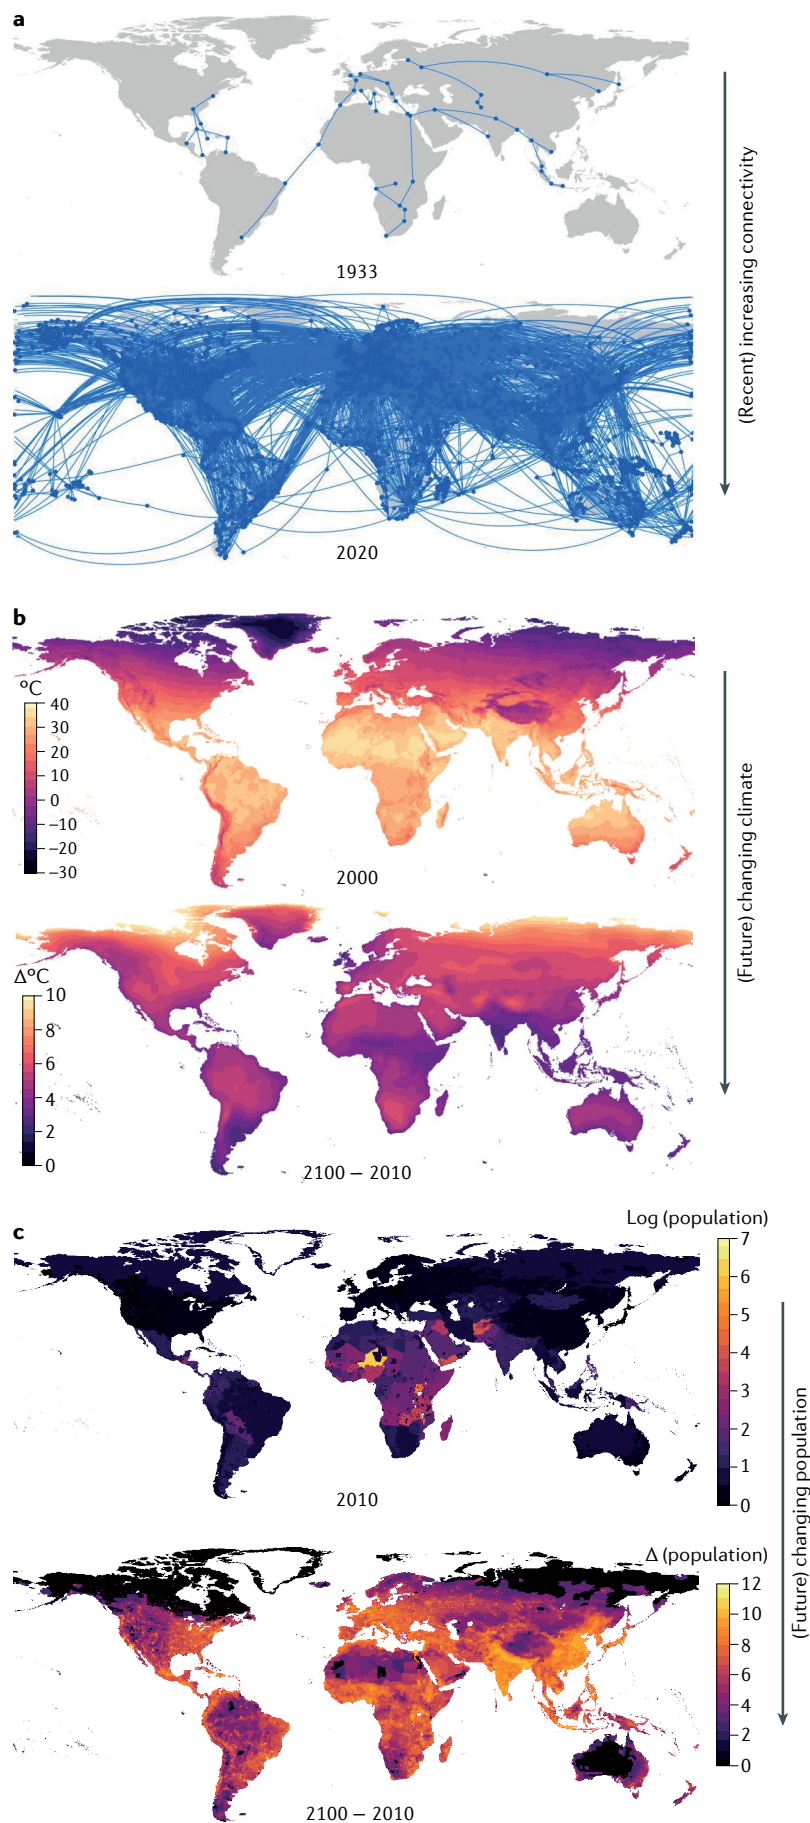 a
1933
2020
(Recent) increasing connectivity
b
°C
40
30
20
10
0
−10
−20
−30
2000
Δ°C
10
8
6
4
2
0
2100 − 2010
(Future) changing climate
c
Log (population)
7
6
5
4
3
2
1
0
2010
Δ (population)
12
10
8
6
4
2
0
2100 − 2010
(Future) changing population